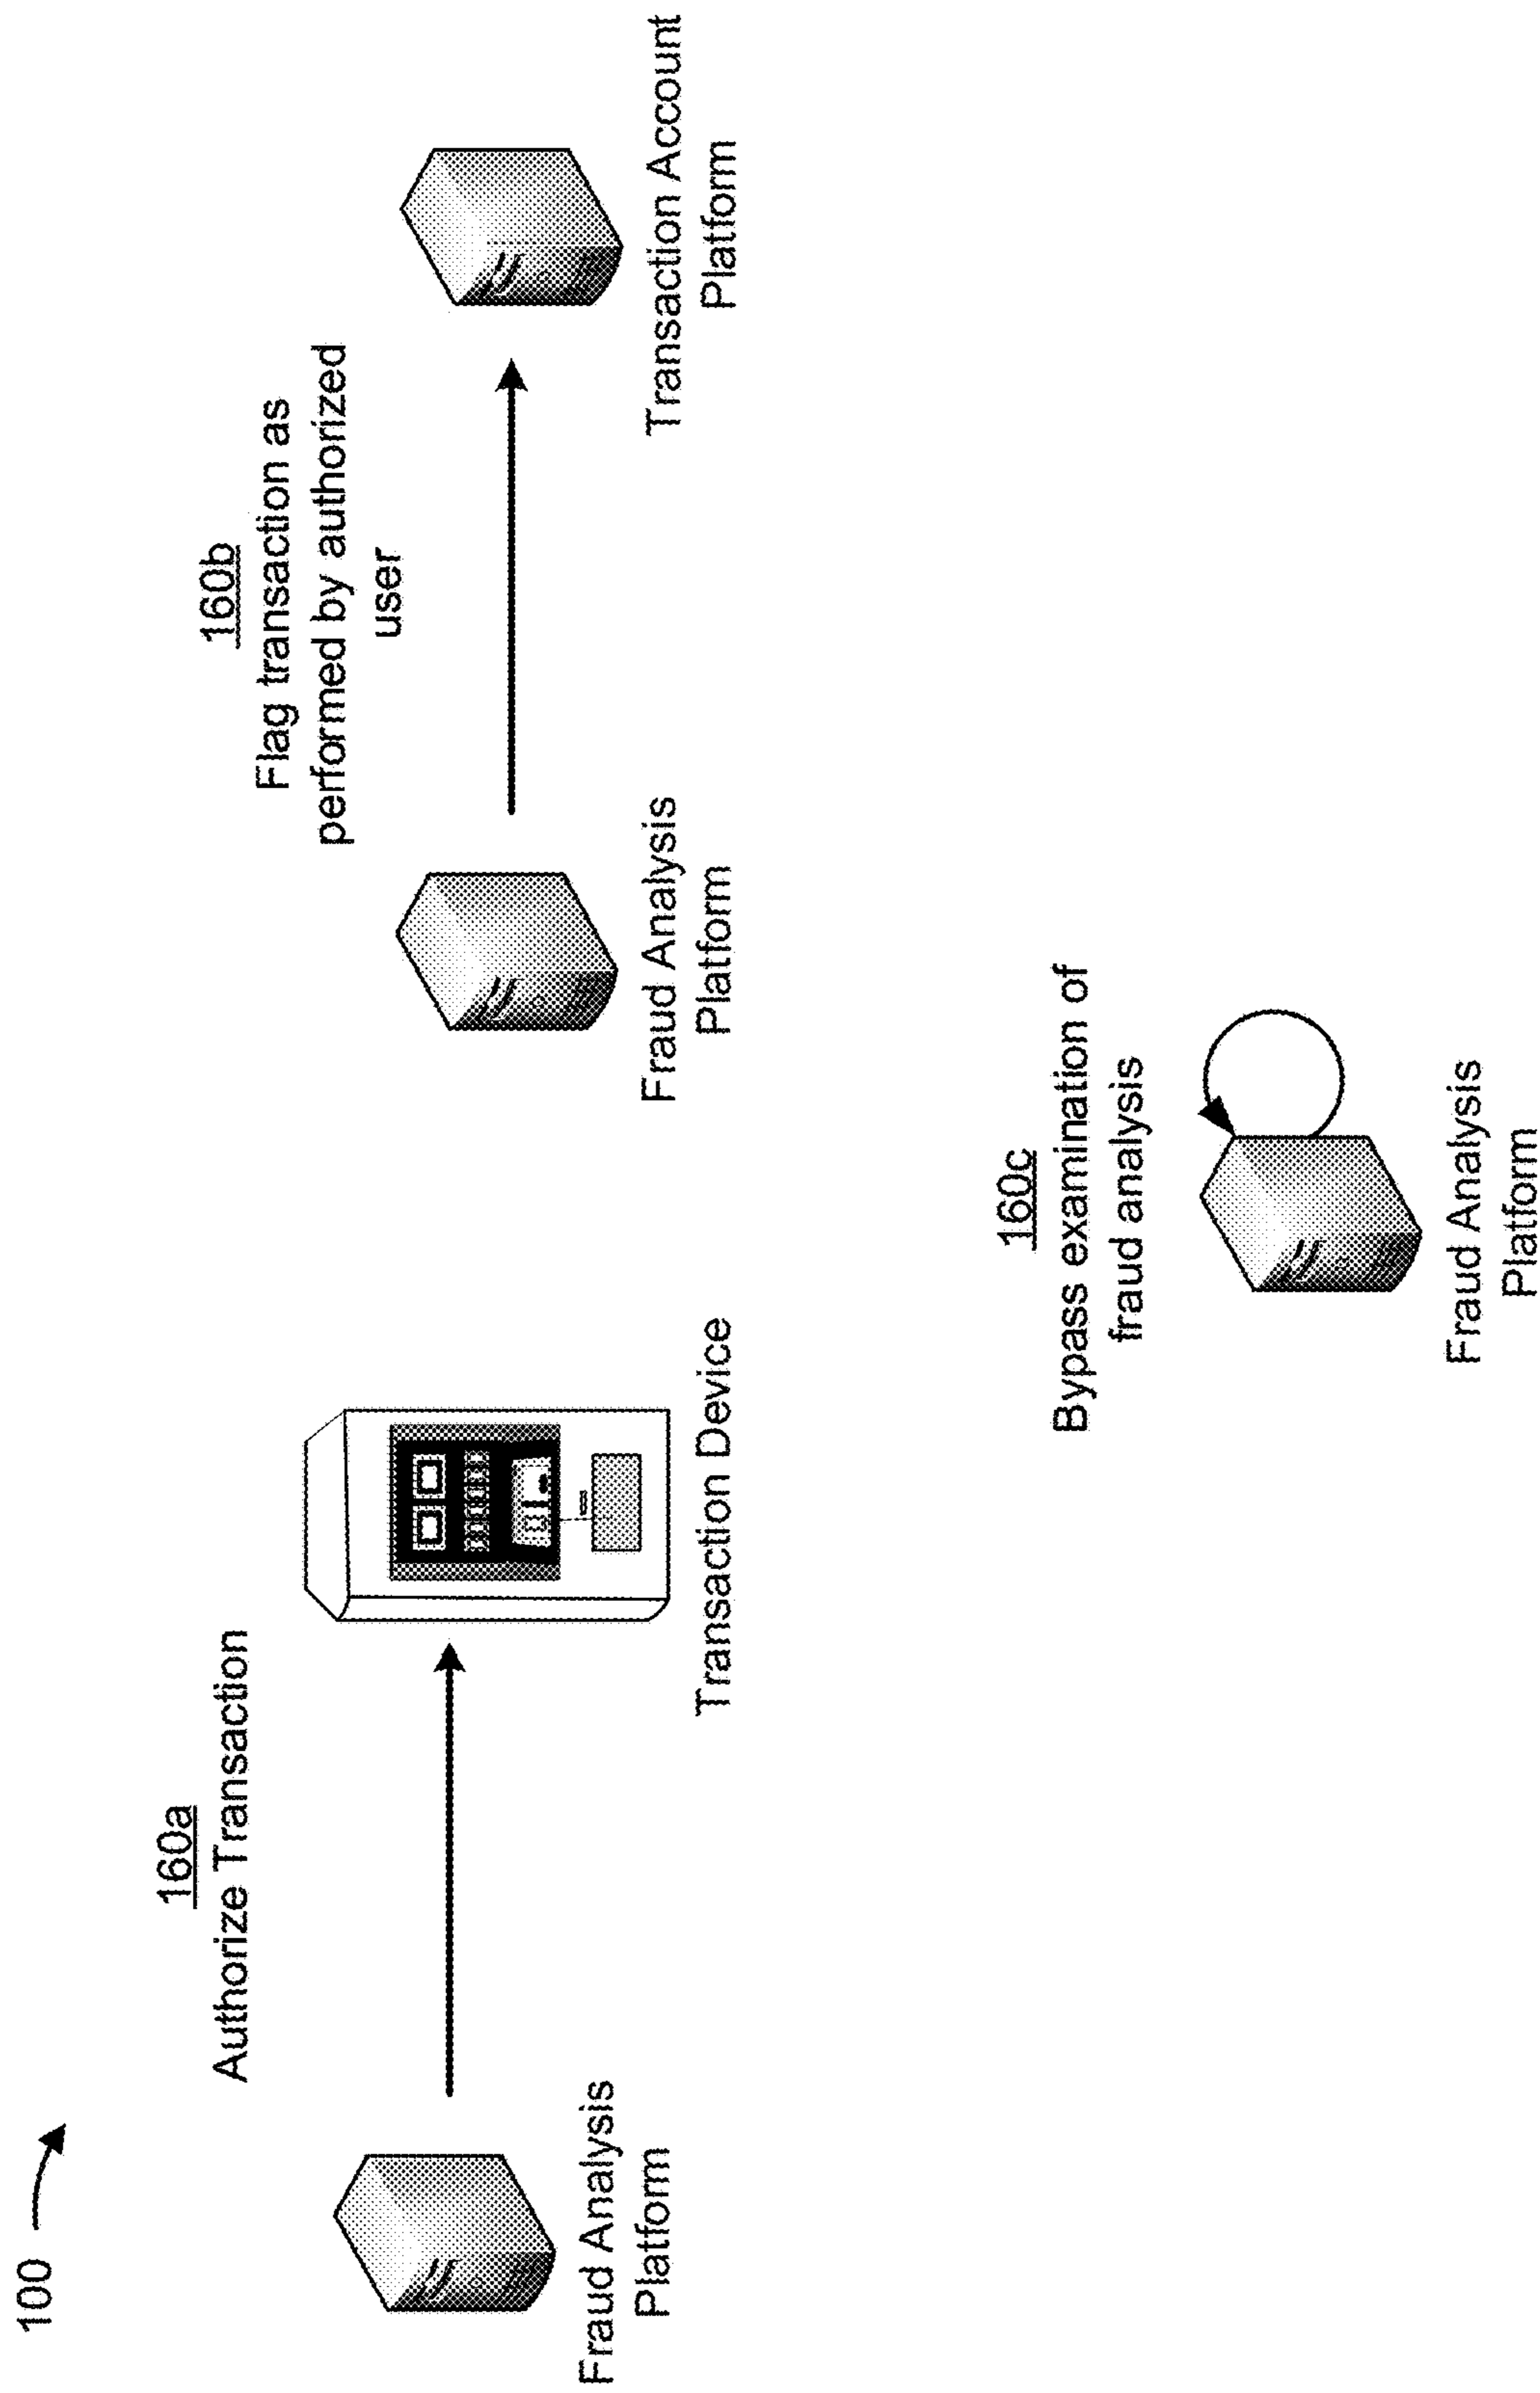 100
160a
Authorize Transaction
Fraud Analysis
Platform
Transaction Device
160b
Flag transaction as
performed by authorized
user
Fraud Analysis
Platform
Transaction Account
Platform
160c
Bypass examination of
fraud analysis
Fraud Analysis
Platform